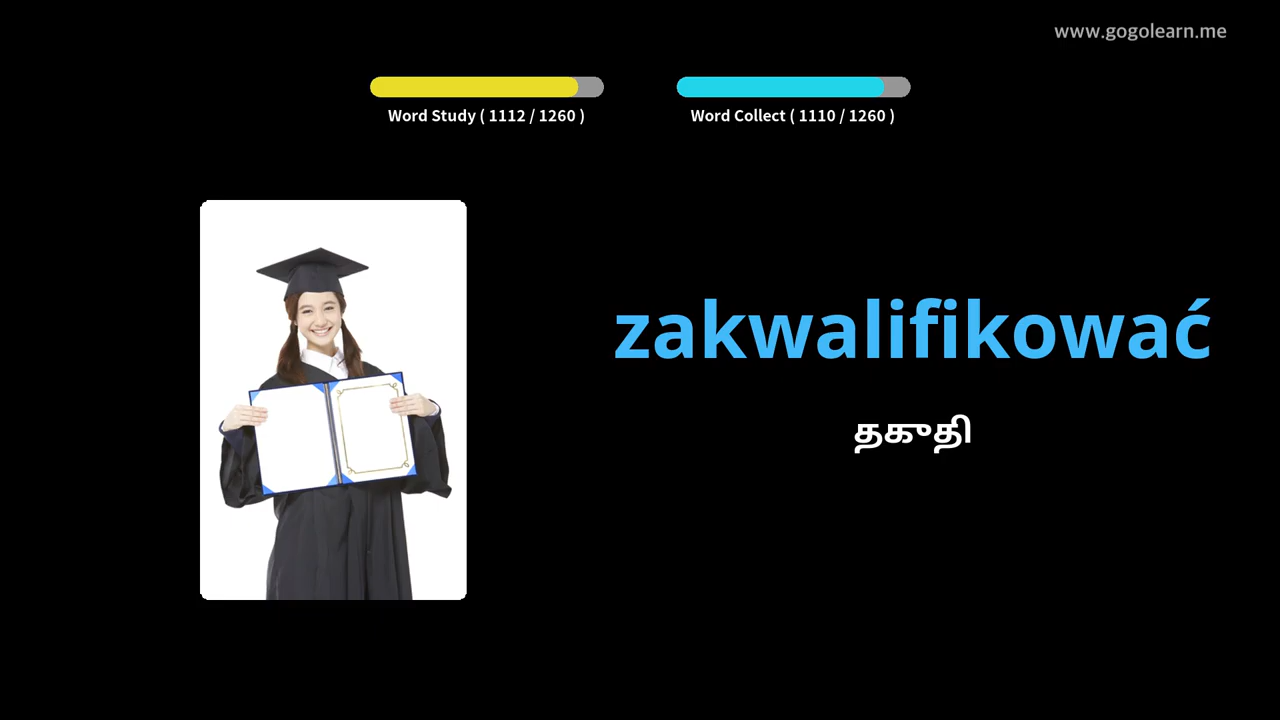 www.gogolearn.me
Word Study ( 1112 / 1260 )
Word Collect ( 1110 / 1260 )
zakwalifikować
தகுதி